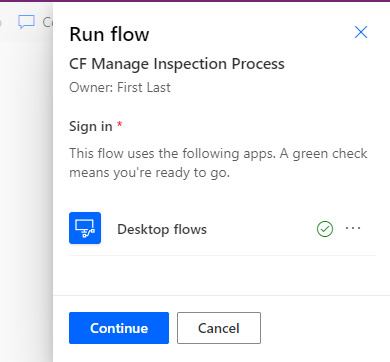 Run flow
CF Manage Inspection Process
Owner: First Last
Sign in *
This flow uses the following apps. A green check
means you're ready to go.
Desktop flows
Continue
Cancel